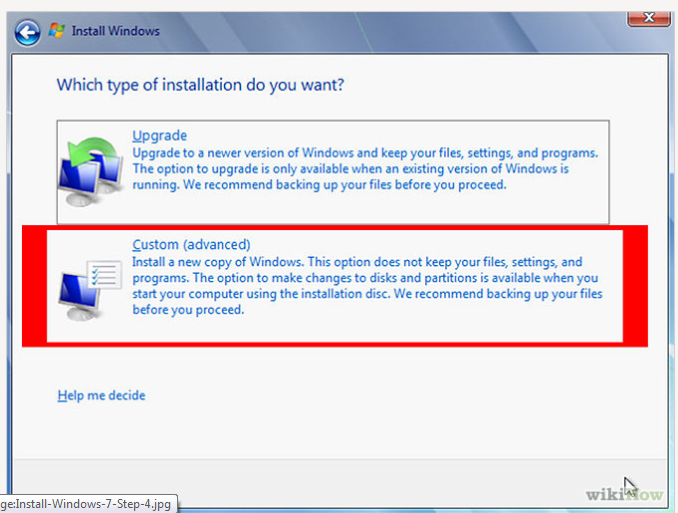 Install Windows
Which type of installation do you want?
Upgrade
Upgrade to a newer version of Windows and keep your files, settings, and programs.
The option to upgrade is only available when an existing version of Windows is
running. We recommend backing up your files before you proceed.
Custom (advanced)
Install a new copy of Windows. This option does not keep your files, settings, and
programs. The option to make changes to disks and partitions is available when you
start your computer using the installation disc. We recommend backing up your files
before you proceed.
Help me decide
wikiHow
ge:Install-Windows-7-Step-4.jpg